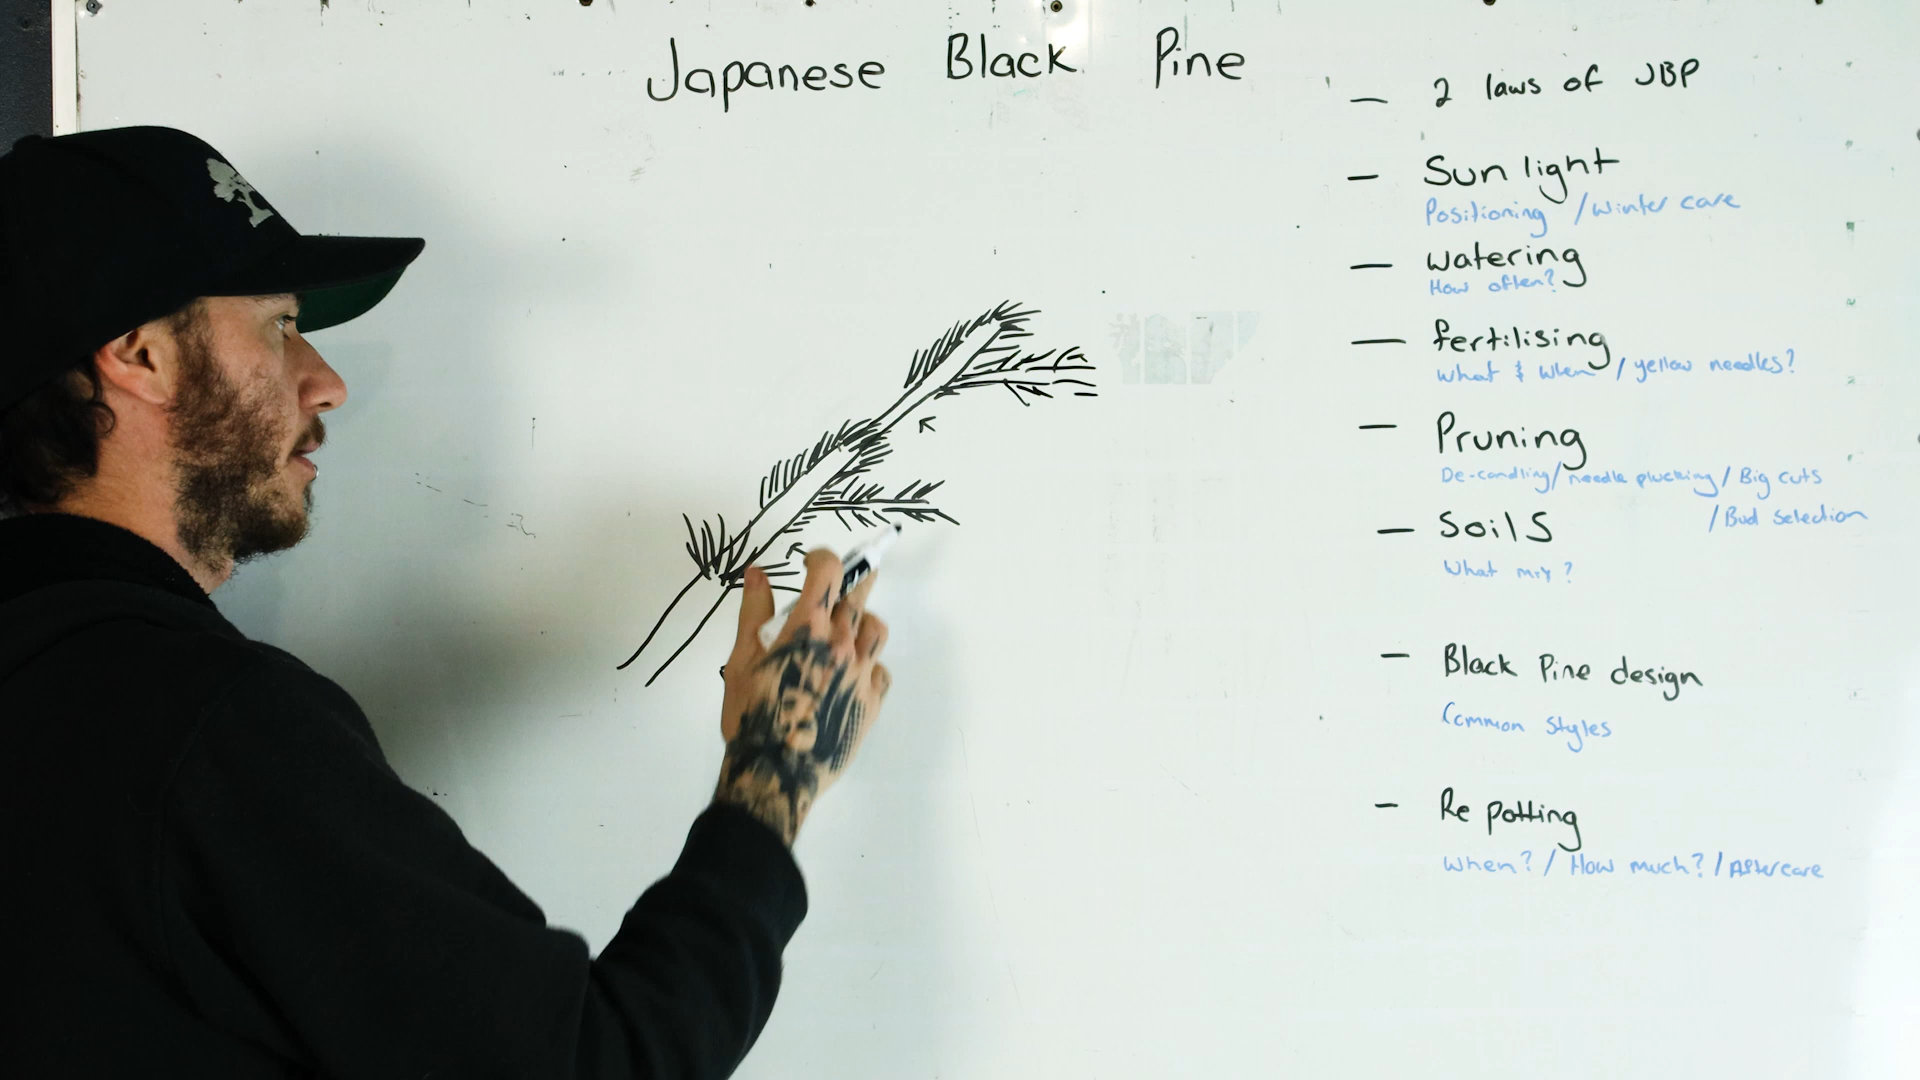 Japanese Black Pine
– 2 laws of JBP
– Sunlight
Positioning / Winter care
– Watering
How often?
– fertilising
What & When / yellow needles?
– Pruning
De-candling / needle plucking / Big cuts
/ Bud Selection
– Soils
What mix?
– Black Pine design
Common Styles
– Re potting
When? / How much? / Aftercare